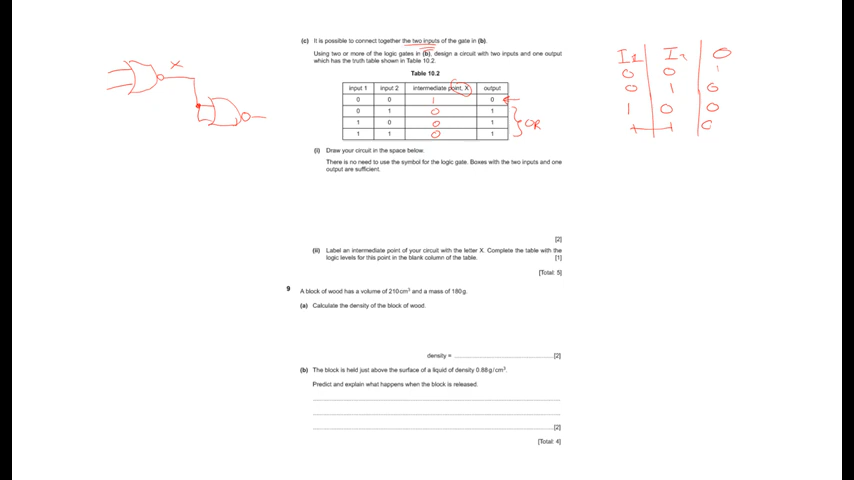 (c) It is possible to connect together the two inputs of the gate in (b).
Using two or more of the logic gates in (b), design a circuit with two inputs and one output
which has the truth table shown in Table 10.2.
Table 10.2
input 1 input 2 intermediate point, X output
0 0 1 0
0 1 0 1
1 0 0 1
1 1 0 1
OR
X
(i) Draw your circuit in the space below.
There is no need to use the symbol for the logic gate. Boxes with the two inputs and one
output are sufficient.
[2]
(ii) Label an intermediate point of your circuit with the letter X. Complete the table with the
logic levels for this point in the blank column of the table. [1]
[Total: 5]
I1 I2 O
0 0 1
0 1 0
1 0 0
1 1 0
9 A block of wood has a volume of 210 cm³ and a mass of 180 g.
(a) Calculate the density of the block of wood.
density = ............................................................[2]
(b) The block is held just above the surface of a liquid of density 0.88 g/cm³.
Predict and explain what happens when the block is released.
[2]
[Total: 4]